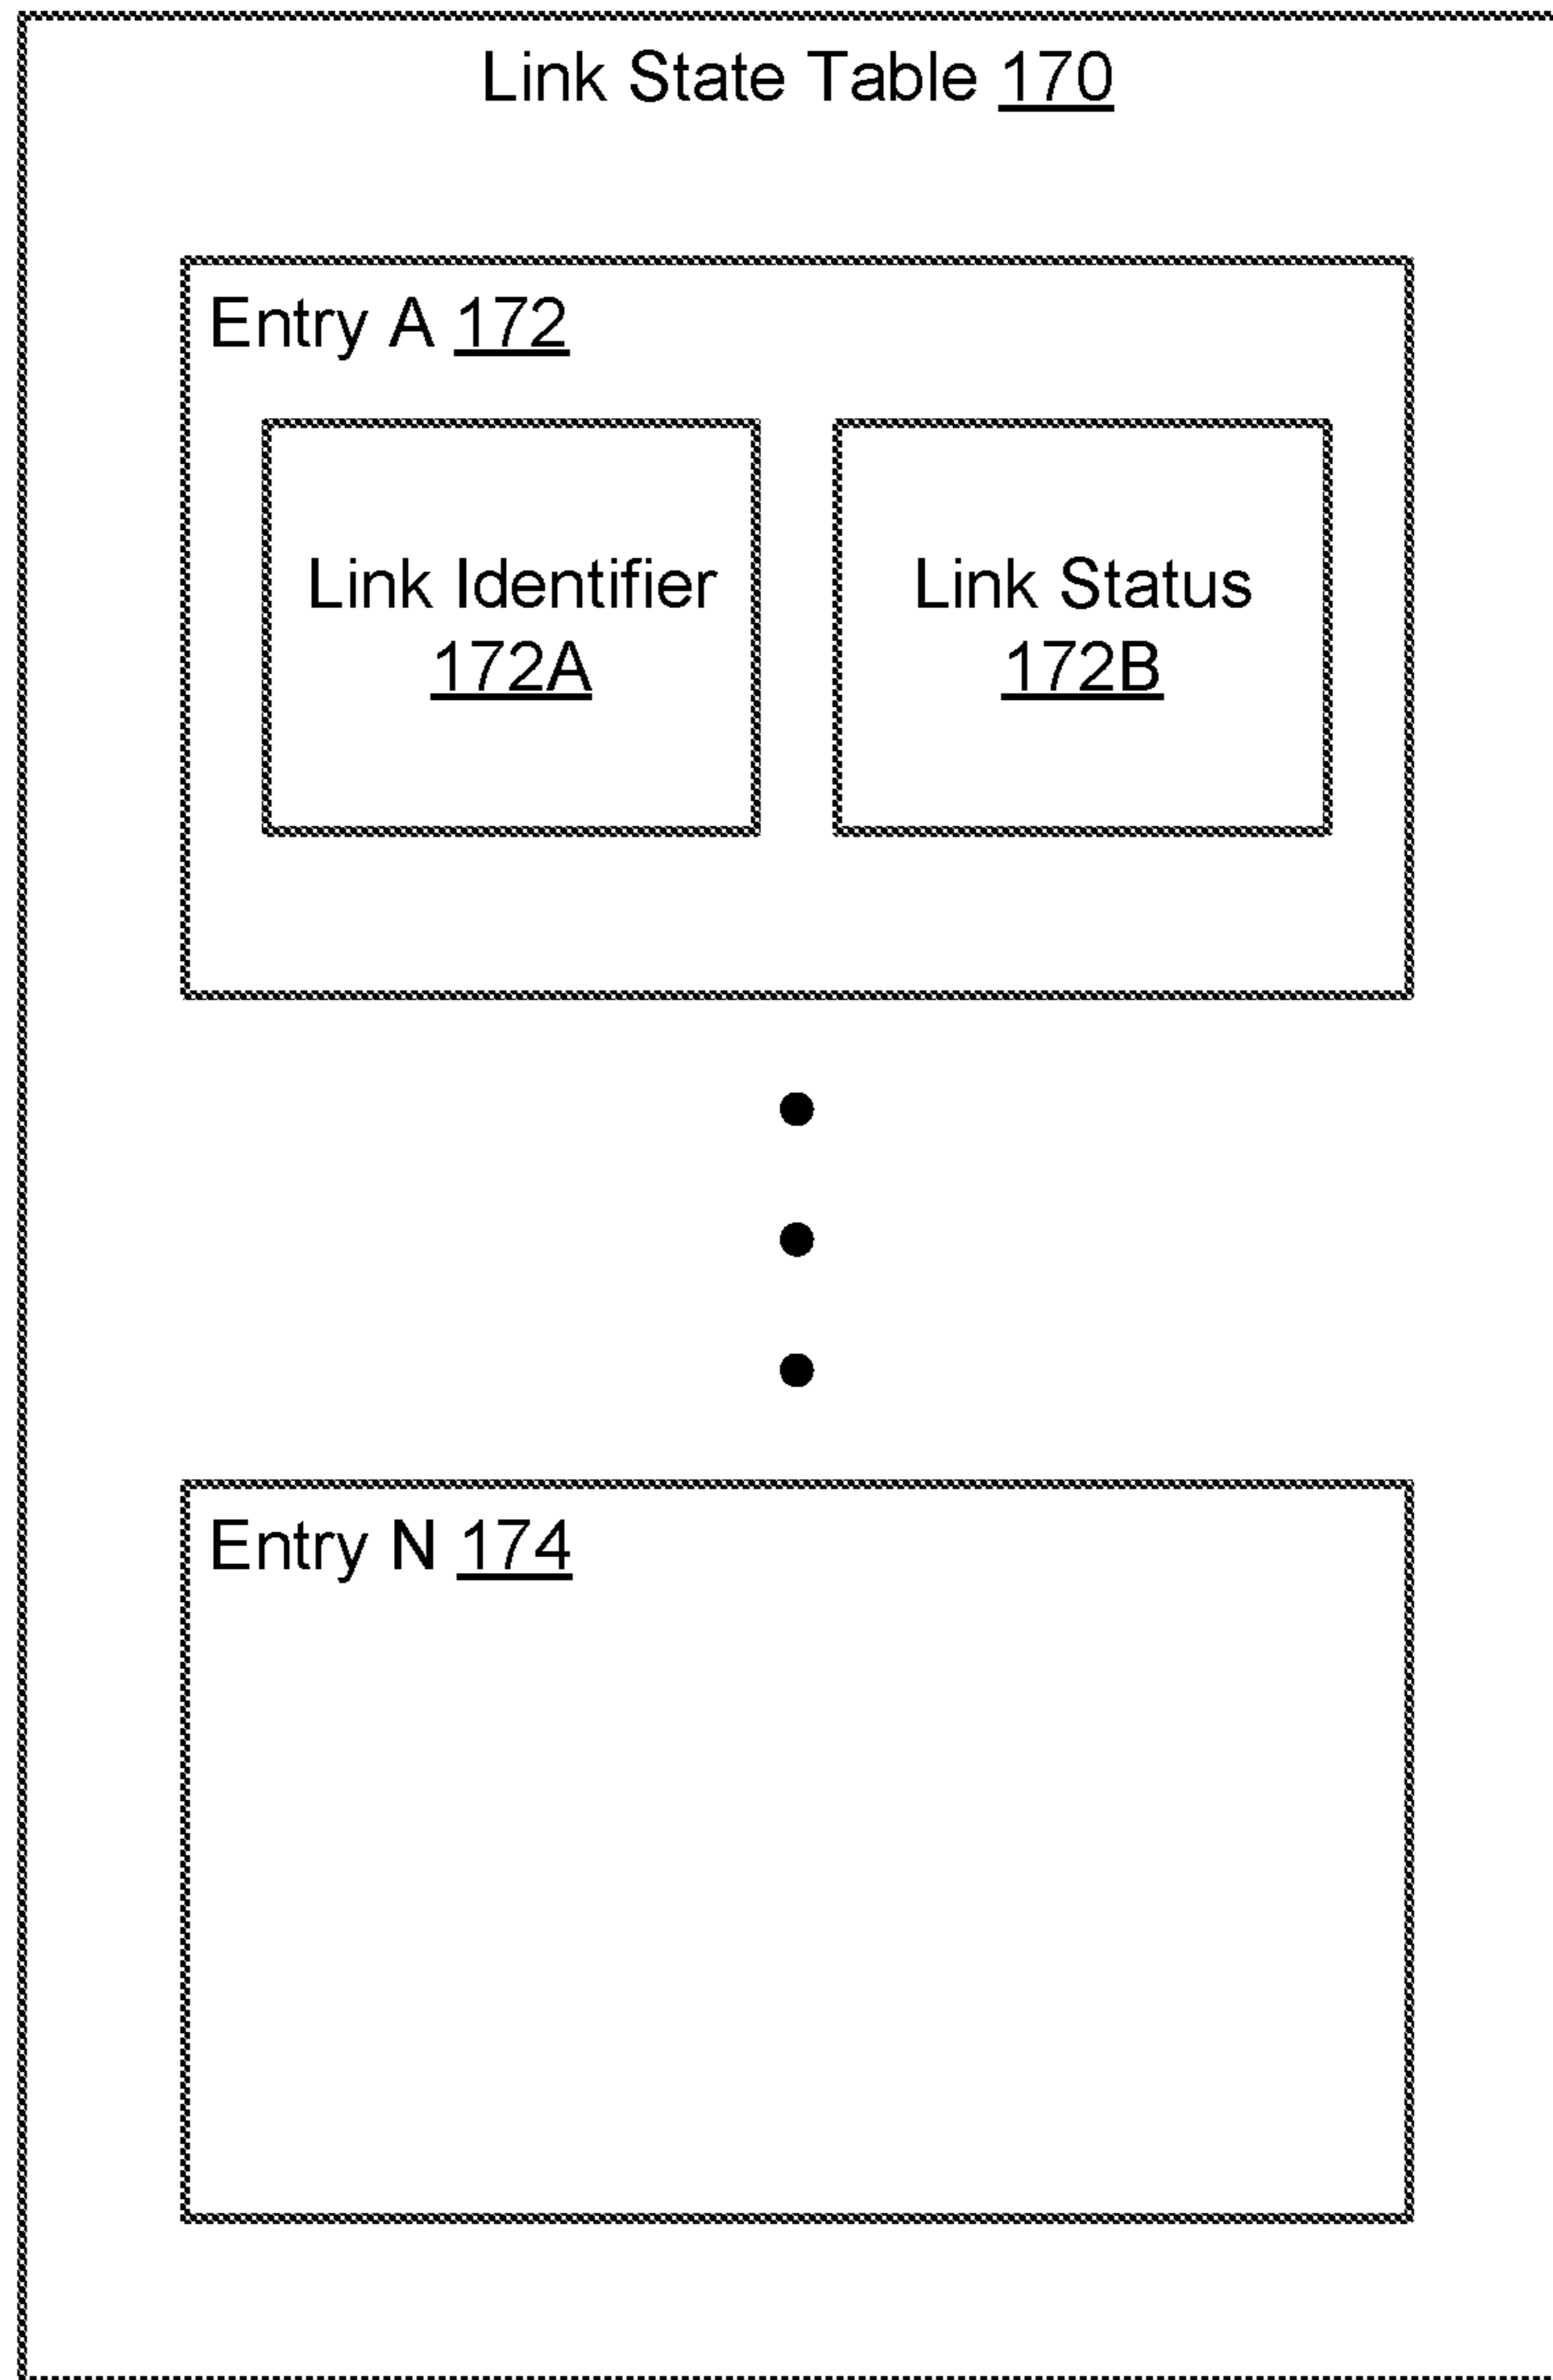 Link State Table 170
Entry A 172
Link Identifier
172A
Link Status
172B
Entry N 174